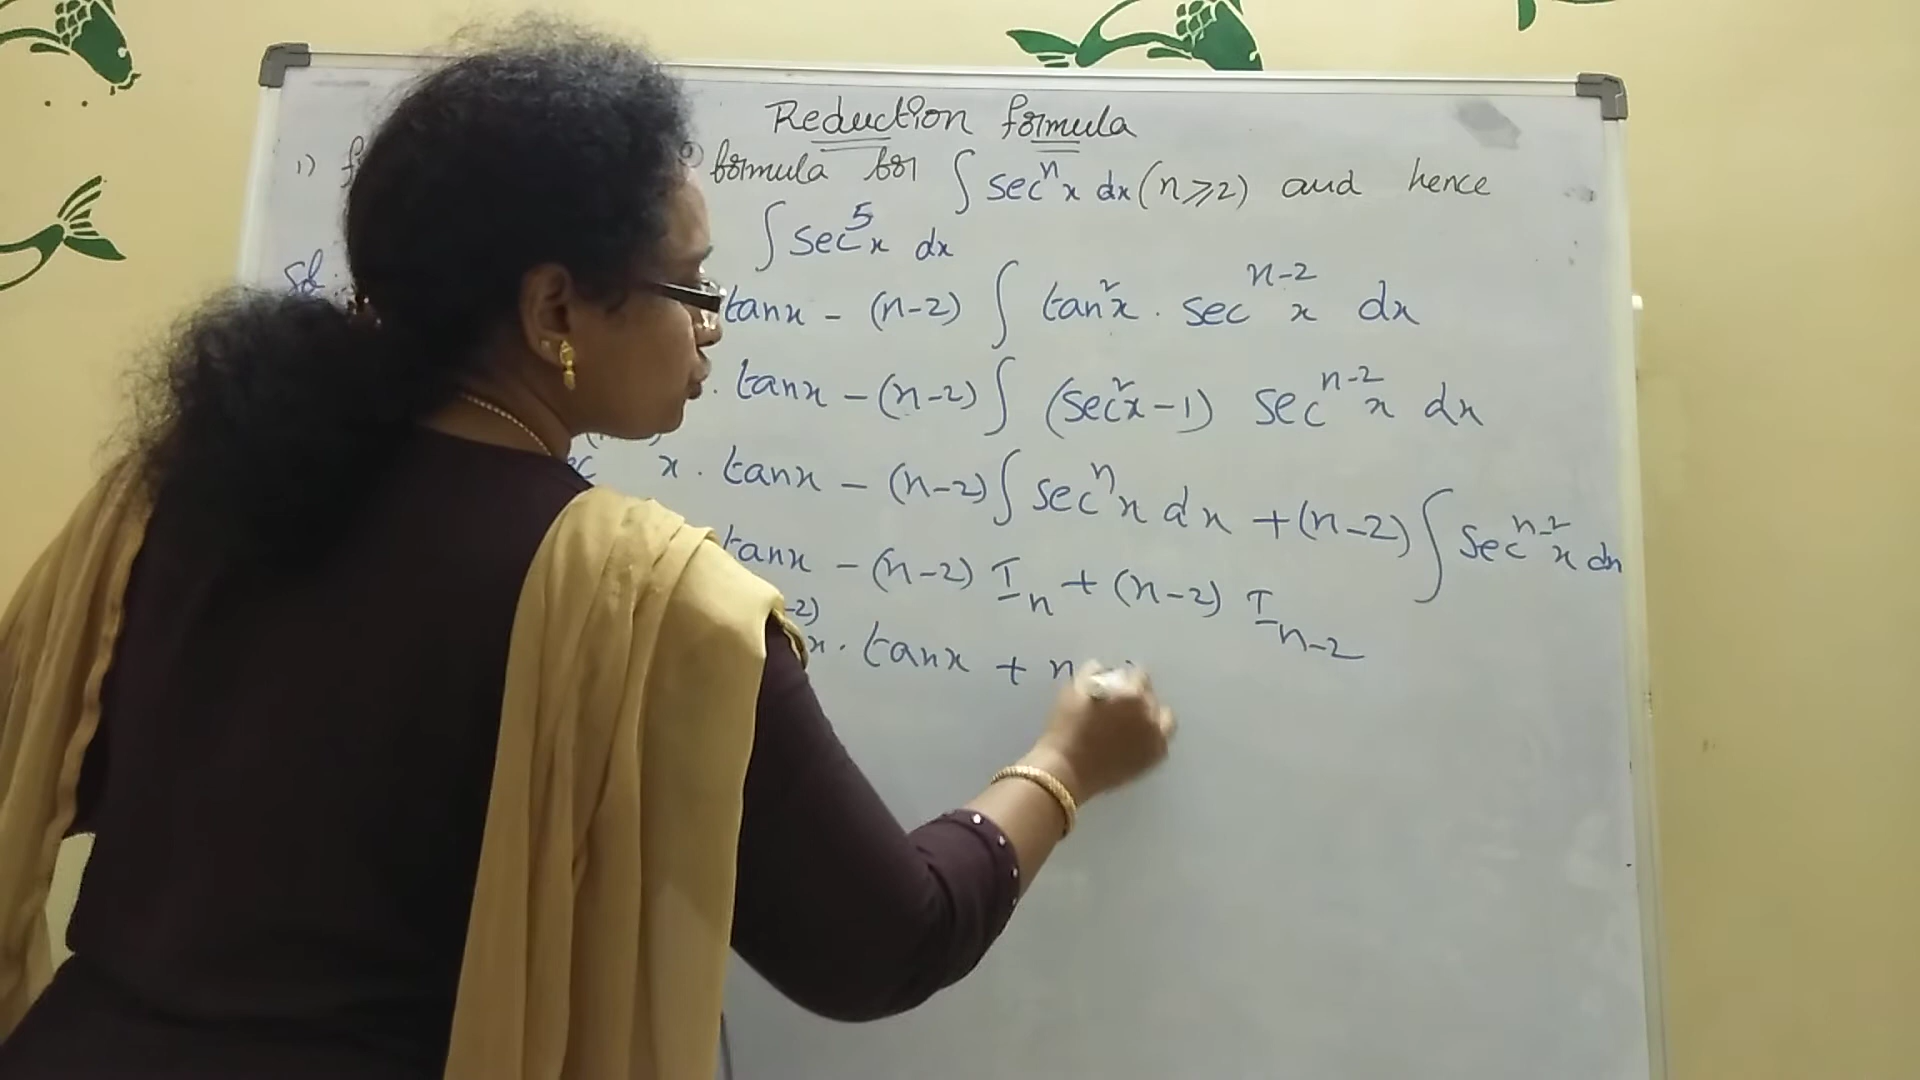 Reduction formula
1) formula for ∫ secⁿx dx (n≥2) and hence
∫ sec⁵x dx
Sol:
tanx - (n-2) ∫ tan²x . secⁿ⁻²x dx
. tanx - (n-2) ∫ (sec²x-1) secⁿ⁻²x dx
x . tanx - (n-2) ∫ secⁿx dx + (n-2) ∫ secⁿ⁻²x dx
tanx - (n-2) Iₙ + (n-2) Iₙ₋₂
x . tanx + n